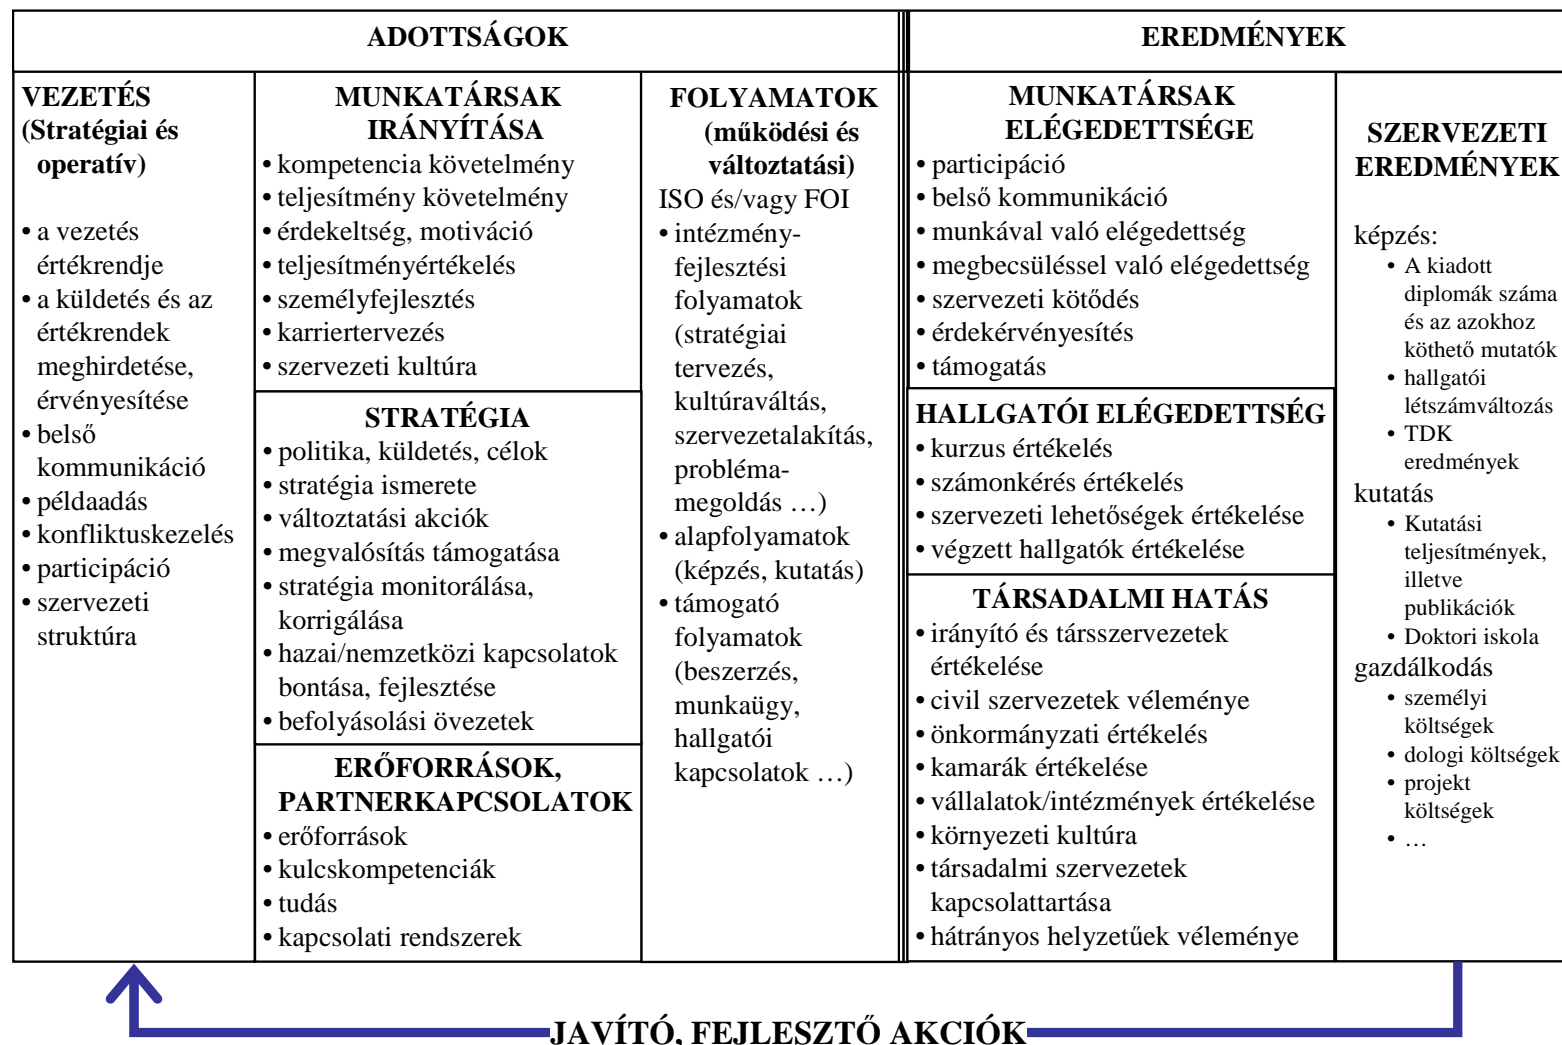 ADOTTSÁGOK
EREDMÉNYEK
VEZETÉS
(Stratégiai és
operatív)
• a vezetés
értékrendje
• a küldetés és az
értékrendek
meghirdetése,
érvényesítése
• belső
kommunikáció
• példaadás
• konfliktuskezelés
• participáció
• szervezeti
struktúra
MUNKATÁRSAK
IRÁNYÍTÁSA
• kompetencia követelmény
• teljesítmény követelmény
• érdekeltség, motiváció
• teljesítményértékelés
• személyfejlesztés
• karriertervezés
• szervezeti kultúra
STRATÉGIA
• politika, küldetés, célok
• stratégia ismerete
• változtatási akciók
• megvalósítás támogatása
• stratégia monitorálása,
korrigálása
• hazai/nemzetközi kapcsolatok
bontása, fejlesztése
• befolyásolási övezetek
ERŐFORRÁSOK,
PARTNERKAPCSOLATOK
• erőforrások
• kulcskompetenciák
• tudás
• kapcsolati rendszerek
FOLYAMATOK
(működési és
változtatási)
ISO és/vagy FOI
• intézmény-
fejlesztési
folyamatok
(stratégiai
tervezés,
kultúraváltás,
szervezetalakítás,
probléma-
megoldás …)
• alapfolyamatok
(képzés, kutatás)
• támogató
folyamatok
(beszerzés,
munkaügy,
hallgatói
kapcsolatok …)
MUNKATÁRSAK
ELÉGEDETTSÉGE
• participáció
• belső kommunikáció
• munkával való elégedettség
• megbecsüléssel való elégedettség
• szervezeti kötődés
• érdekérvényesítés
• támogatás
HALLGATÓI ELÉGEDETTSÉG
• kurzus értékelés
• számonkérés értékelés
• szervezeti lehetőségek értékelése
• végzett hallgatók értékelése
TÁRSADALMI HATÁS
• irányító és társszervezetek
értékelése
• civil szervezetek véleménye
• önkormányzati értékelés
• kamarák értékelése
• vállalatok/intézmények értékelése
• környezeti kultúra
• társadalmi szervezetek
kapcsolattartása
• hátrányos helyzetűek véleménye
SZERVEZETI
EREDMÉNYEK
képzés:
• A kiadott
diplomák száma
és az azokhoz
köthető mutatók
• hallgatói
létszámváltozás
• TDK
eredmények
kutatás
• Kutatási
teljesítmények,
illetve
publikációk
• Doktori iskola
gazdálkodás
• személyi
költségek
• dologi költségek
• projekt
költségek
• …
JAVÍTÓ, FEJLESZTŐ AKCIÓK